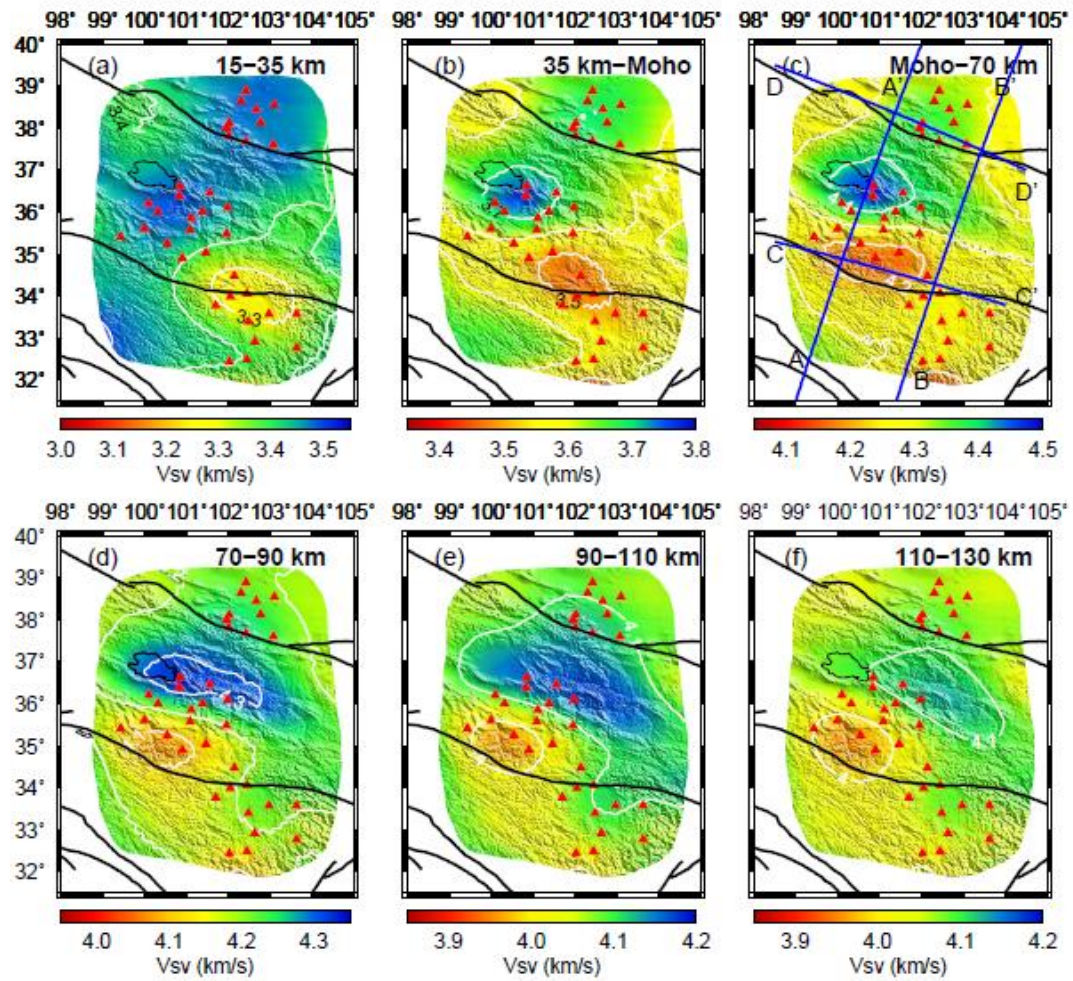 98° 99° 100°101°102°103°104°105° 98° 99° 100°101°102°103°104°105° 98° 99° 100°101°102°103°104°105°
40°
39°
38°
37°
36°
35°
34°
33°
32°
(a) 15−35 km
3.4
3.3
(b) 35 km−Moho
3.5
(c) Moho−70 km
D A' B'
D'
C
C'
A
B
3.0 3.1 3.2 3.3 3.4 3.5
Vsv (km/s)
3.4 3.5 3.6 3.7 3.8
Vsv (km/s)
4.1 4.2 4.3 4.4 4.5
Vsv (km/s)
98° 99° 100°101°102°103°104°105° 98° 99° 100°101°102°103°104°105° 98° 99° 100°101°102°103°104°105°
40°
39°
38°
37°
36°
35°
34°
33°
32°
(d) 70−90 km
(e) 90−110 km
(f) 110−130 km
4.1
4.0 4.1 4.2 4.3
Vsv (km/s)
3.9 4.0 4.1 4.2
Vsv (km/s)
3.9 4.0 4.1 4.2
Vsv (km/s)